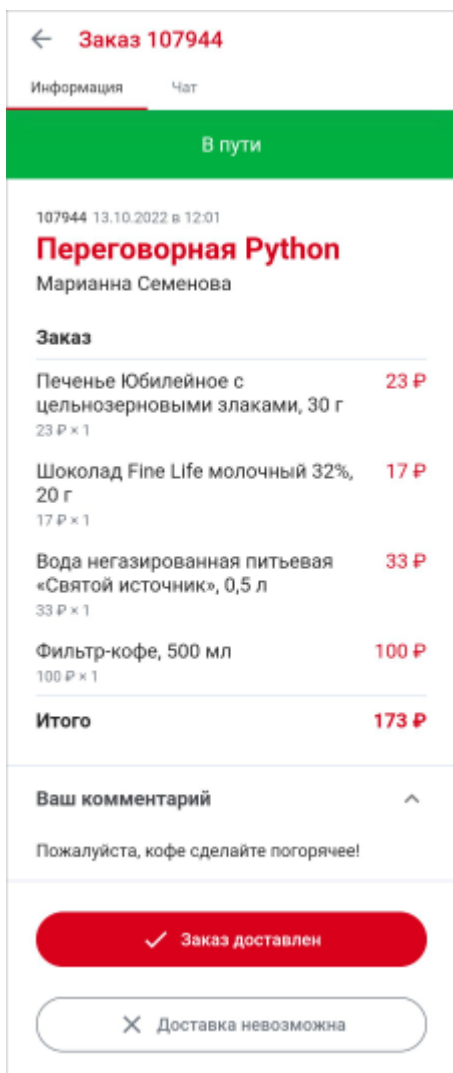 Заказ 107944
Информация Чат
В пути
107944 13.10.2022 в 12:01
Переговорная Python
Марианна Семенова
Заказ
Печенье Юбилейное с 23 ₽
цельнозерновыми злаками, 30 г
23 ₽ × 1
Шоколад Fine Life молочный 32%, 17 ₽
20 г
17 ₽ × 1
Вода негазированная питьевая 33 ₽
«Святой источник», 0,5 л
33 ₽ × 1
Фильтр-кофе, 500 мл 100 ₽
100 ₽ × 1
Итого 173 ₽
Ваш комментарий
Пожалуйста, кофе сделайте погорячее!
Заказ доставлен
Доставка невозможна